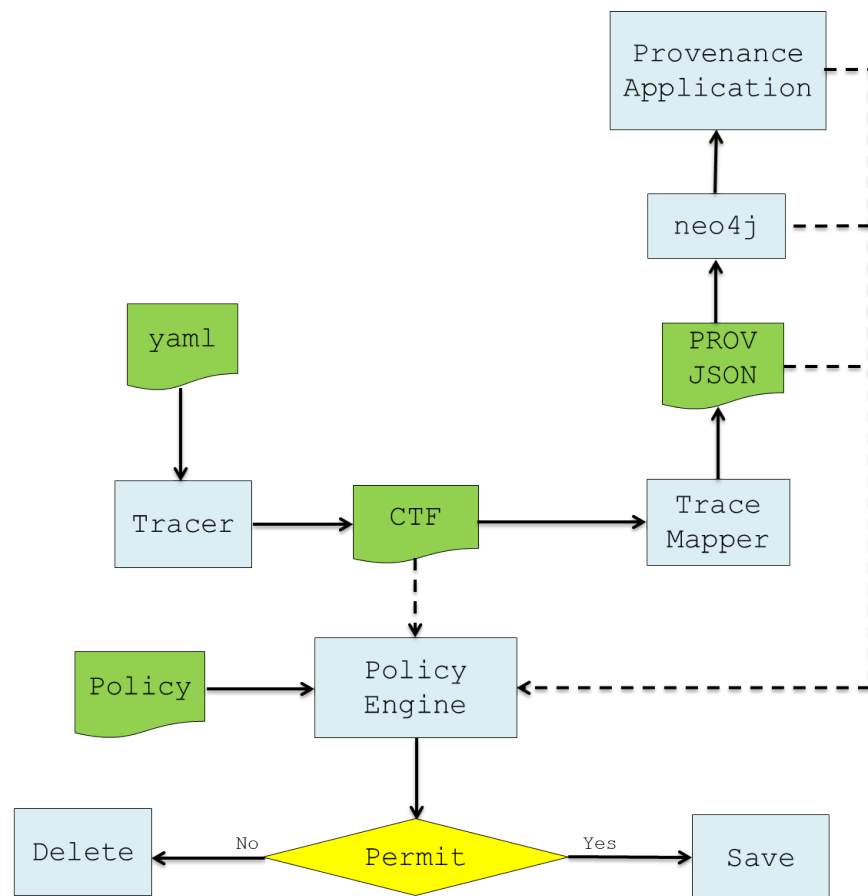 Provenance
Application
neo4j
yaml
PROV
JSON
Tracer
CTF
Trace
Mapper
Policy
Policy
Engine
Delete
No
Permit
Yes
Save